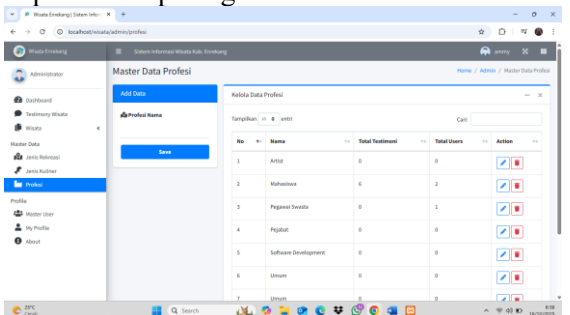 Wisata Enrekang | Sistem Infor
localhost/wisata/admin/profesi
Wisata Enrekang
Sistem Informasi Wisata Kab. Enrekang
ammy
Administrator
Master Data Profesi
Home / Admin / Master Data Profesi
Dashboard
Testimony Wisata
Wisata
Master Data
Jenis Rekreasi
Jenis Kuliner
Profesi
Profile
Master User
My Profile
About
Add Data
Profesi Nama
Save
Kelola Data Profesi
Tampilkan 10 entri
Cari:
No Nama Total Testimoni Total Users Action
1 Artist 0 0
2 Mahasiswa 6 2
3 Pegawai Swasta 0 1
4 Pejabat 0 0
5 Software Development 0 0
6 Umum 0 0
7 Umum 0 0
23°C
Search